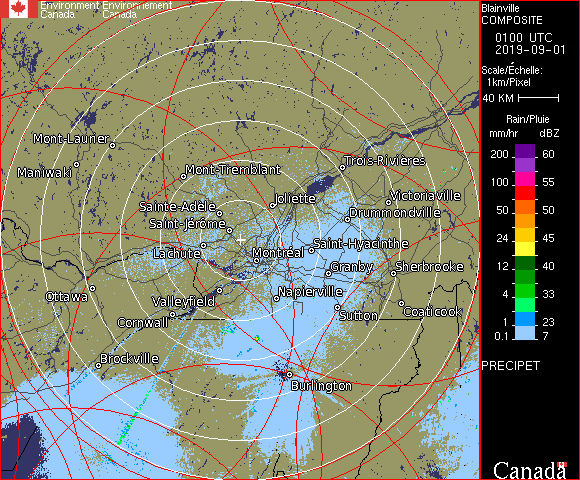 Environment Environnement
Canada Canada
Blainville
COMPOSITE
0100 UTC
2019-09-01
Scale/Échelle:
1km/Pixel
40 KM
Rain/Pluie
mm/hr dBZ
200 60
100 55
50 50
24 45
12 40
4 33
1 23
0.1 7
PRECIPET
Mont-Laurier
Maniwaki
Mont-Tremblant
Trois-Rivières
Joliette
Victoriaville
Sainte-Adèle
Drummondville
Saint-Jérôme
Lachute
Montréal
Saint-Hyacinthe
Granby
Sherbrooke
Ottawa
Valleyfield
Napierville
Cornwall
Sutton
Coaticook
Brockville
Burlington
Canada